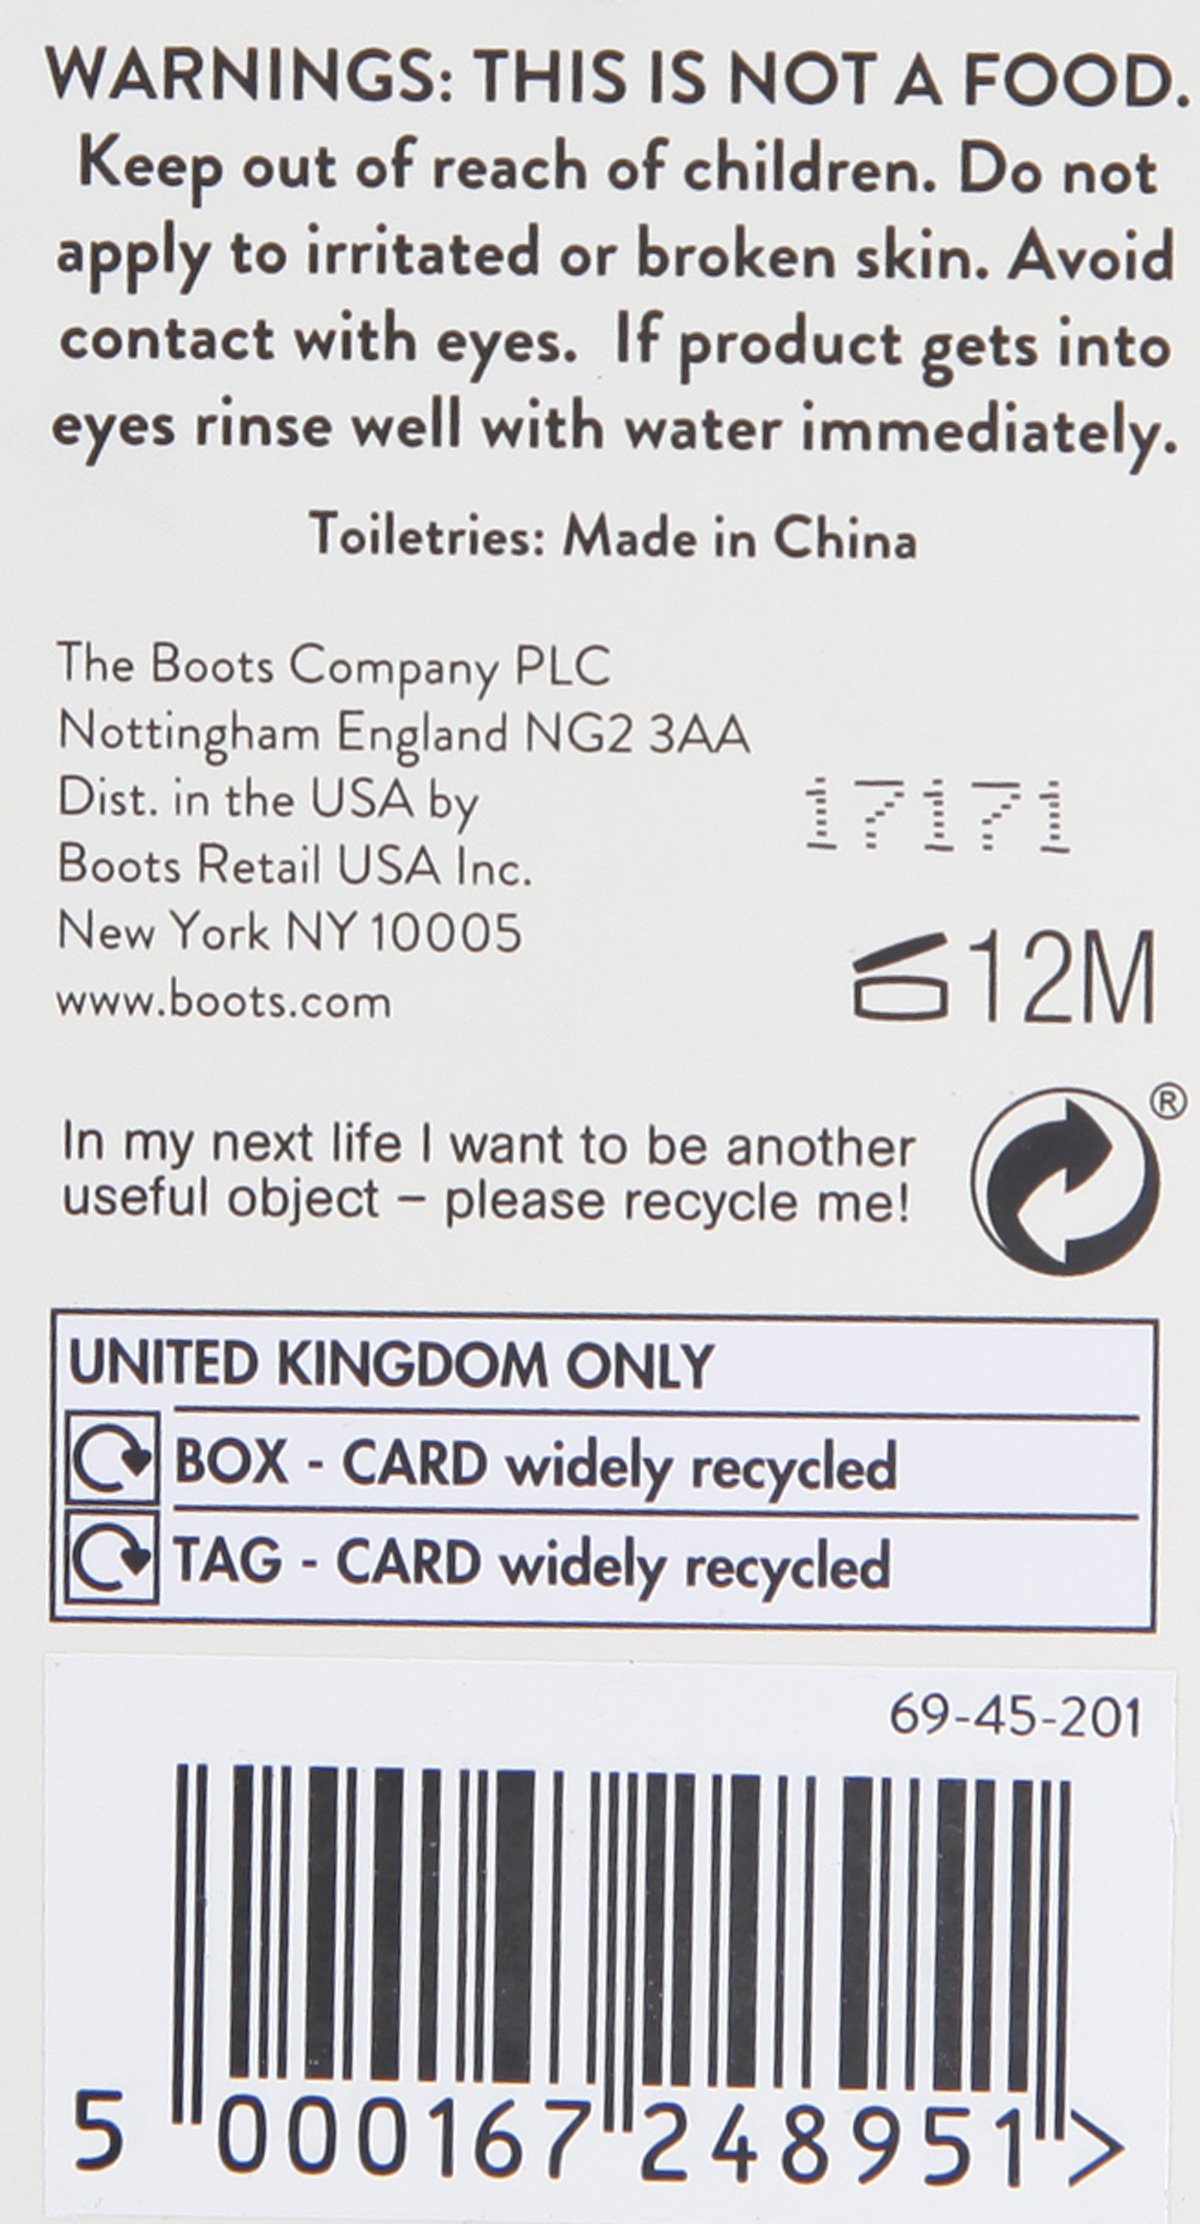 WARNINGS: THIS IS NOT A FOOD.
Keep out of reach of children. Do not
apply to irritated or broken skin. Avoid
contact with eyes. If product gets into
eyes rinse well with water immediately.
Toiletries: Made in China
The Boots Company PLC
Nottingham England NG2 3AA
Dist. in the USA by
Boots Retail USA Inc.
New York NY 10005
www.boots.com
17171
12M
In my next life I want to be another
useful object – please recycle me!
®
UNITED KINGDOM ONLY
BOX - CARD widely recycled
TAG - CARD widely recycled
69-45-201
5 000167 248951 >